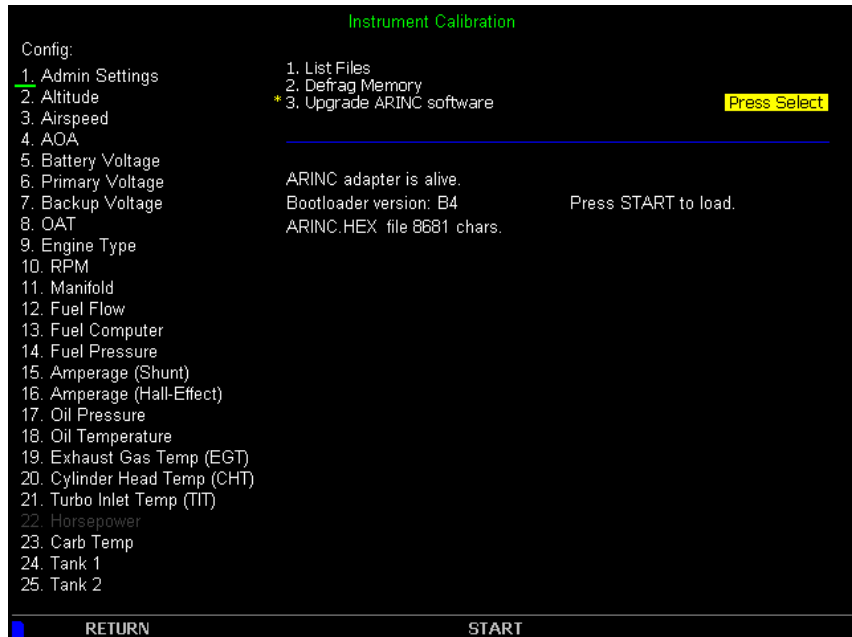 Instrument Calibration
Config:
1. Admin Settings
2. Altitude
3. Airspeed
4. AOA
5. Battery Voltage
6. Primary Voltage
7. Backup Voltage
8. OAT
9. Engine Type
10. RPM
11. Manifold
12. Fuel Flow
13. Fuel Computer
14. Fuel Pressure
15. Amperage (Shunt)
16. Amperage (Hall-Effect)
17. Oil Pressure
18. Oil Temperature
19. Exhaust Gas Temp (EGT)
20. Cylinder Head Temp (CHT)
21. Turbo Inlet Temp (TIT)
22. Horsepower
23. Carb Temp
24. Tank 1
25. Tank 2
1. List Files
2. Defrag Memory
*3. Upgrade ARINC software Press Select
ARINC adapter is alive.
Bootloader version: B4 Press START to load.
ARINC.HEX file 8681 chars.
RETURN START